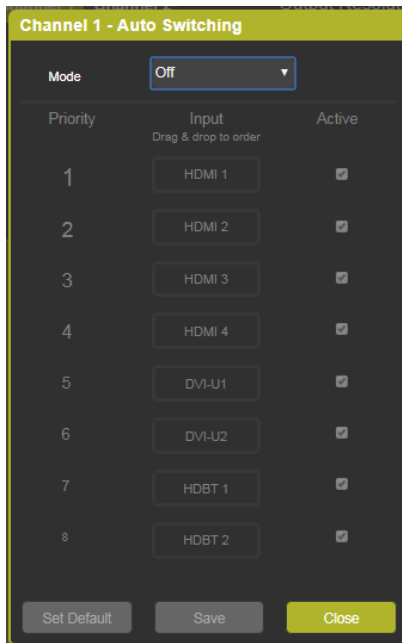 Channel 1 - Auto Switching
Mode Off
Priority Input Active
Drag & drop to order
1 HDMI 1
2 HDMI 2
3 HDMI 3
4 HDMI 4
5 DVI-U1
6 DVI-U2
7 HDBT 1
8 HDBT 2
Set Default Save Close